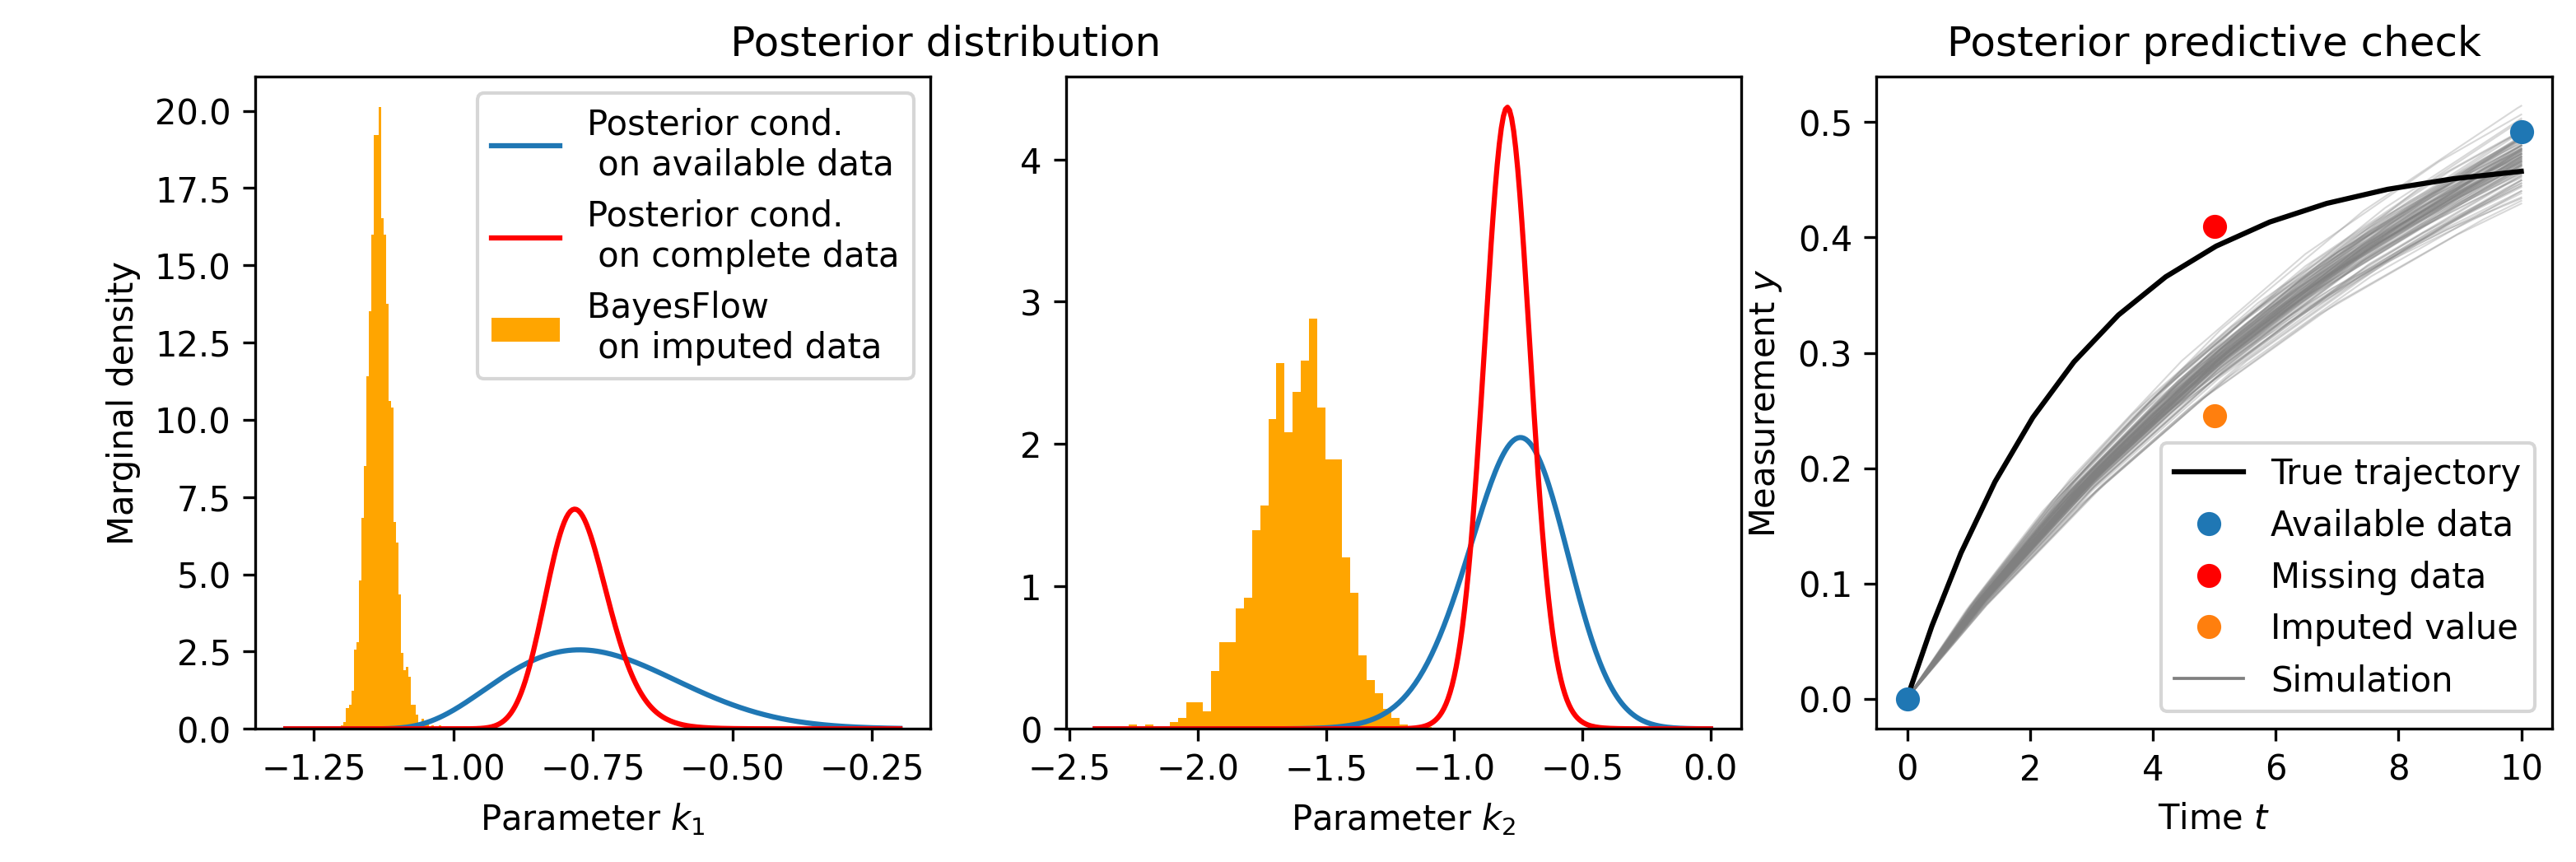 Posterior distribution
Posterior predictive check
Marginal density
20.0
17.5
15.0
12.5
10.0
7.5
5.0
2.5
0.0
−1.25
−1.00
−0.75
−0.50
−0.25
Parameter k1
Posterior cond.
on available data
Posterior cond.
on complete data
BayesFlow
on imputed data
4
3
2
1
0
−2.5
−2.0
−1.5
−1.0
−0.5
0.0
Parameter k2
Measurement y
0.5
0.4
0.3
0.2
0.1
0.0
0
2
4
6
8
10
Time t
True trajectory
Available data
Missing data
Imputed value
Simulation